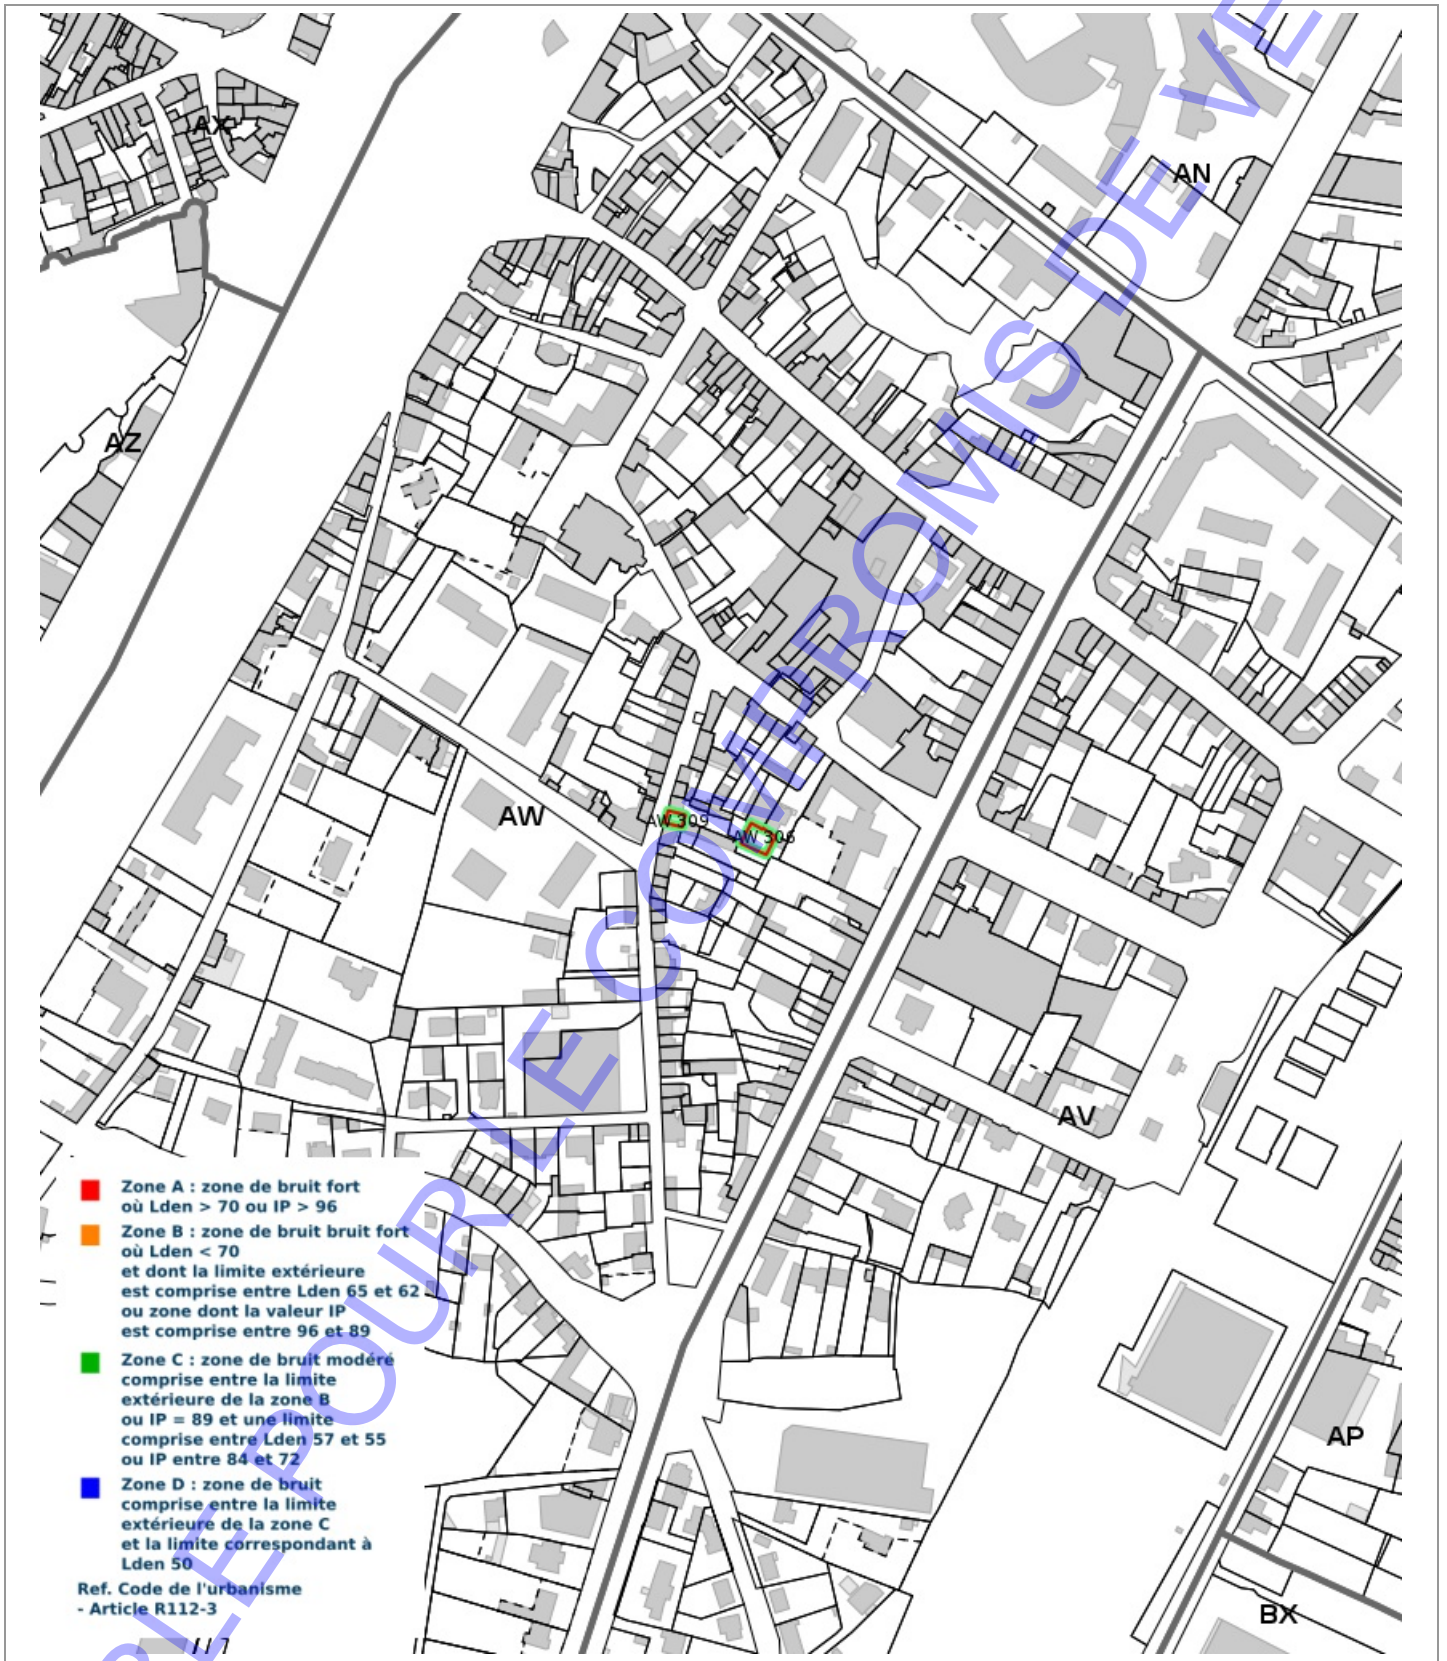 AX
AN
AZ
AW
AW 309
AW 306
AV
Zone A : zone de bruit fort
où Lden > 70 ou IP > 96
Zone B : zone de bruit bruit fort
où Lden < 70
et dont la limite extérieure
est comprise entre Lden 65 et 62
ou zone dont la valeur IP
est comprise entre 96 et 89
Zone C : zone de bruit modéré
comprise entre la limite
extérieure de la zone B
ou IP = 89 et une limite
comprise entre Lden 57 et 55
ou IP entre 84 et 72
Zone D : zone de bruit
comprise entre la limite
extérieure de la zone C
et la limite correspondant à
Lden 50
Ref. Code de l'urbanisme
- Article R112-3
AP
BX
BLE POUR LE COMPROMIS DE VE